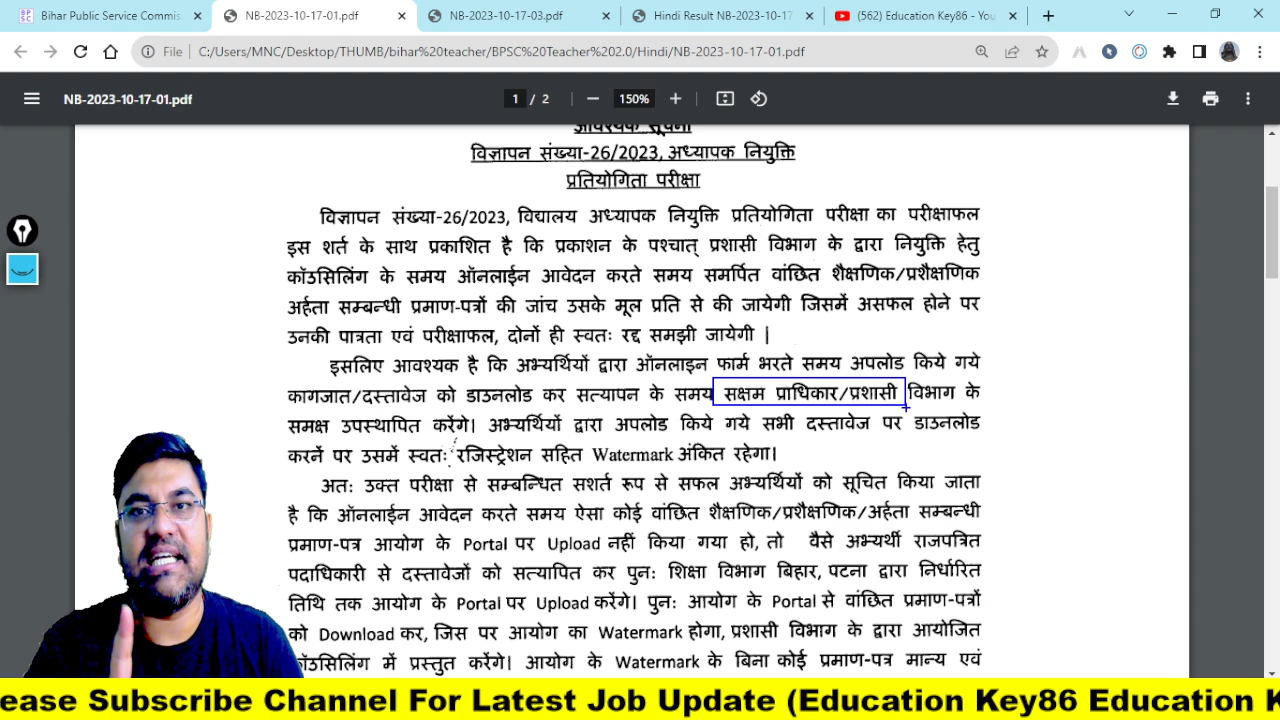 Bihar Public Service Commis
NB-2023-10-17-01.pdf
NB-2023-10-17-03.pdf
Hindi Result NB-2023-10-17
(562) Education Key86 - You
File
C:/Users/MNC/Desktop/THUMB/bihar%20teacher/BPSC%20Teacher%202.0/Hindi/NB-2023-10-17-01.pdf
NB-2023-10-17-01.pdf
1 / 2
150%
आवश्यक सूचना
विज्ञापन संख्या-26/2023, अध्यापक नियुक्ति
प्रतियोगिता परीक्षा
विज्ञापन संख्या-26/2023, विद्यालय अध्यापक नियुक्ति प्रतियोगिता परीक्षा का परीक्षाफल
इस शर्त के साथ प्रकाशित है कि प्रकाशन के पश्चात् प्रशासी विभाग के द्वारा नियुक्ति हेतु
कॉउसिलिंग के समय ऑनलाईन आवेदन करते समय समर्पित वांछित शैक्षणिक/प्रशैक्षणिक
अर्हता सम्बन्धी प्रमाण-पत्रों की जांच उसके मूल प्रति से की जायेगी जिसमें असफल होने पर
उनकी पात्रता एवं परीक्षाफल, दोनों ही स्वतः रद्द समझी जायेगी |
इसलिए आवश्यक है कि अभ्यर्थियों द्वारा ऑनलाइन फार्म भरते समय अपलोड किये गये
कागजात/दस्तावेज को डाउनलोड कर सत्यापन के समय सक्षम प्राधिकार/प्रशासी विभाग के
समक्ष उपस्थापित करेंगे। अभ्यर्थियों द्वारा अपलोड किये गये सभी दस्तावेज पर डाउनलोड
करनें पर उसमें स्वतः रजिस्ट्रेशन सहित Watermark अंकित रहेगा।
अतः उक्त परीक्षा से सम्बन्धित सशर्त रूप से सफल अभ्यर्थियों को सूचित किया जाता
है कि ऑनलाईन आवेदन करते समय ऐसा कोई वांछित शैक्षणिक/प्रशैक्षणिक/अर्हता सम्बन्धी
प्रमाण-पत्र आयोग के Portal पर Upload नहीं किया गया हो, तो वैसे अभ्यर्थी राजपत्रित
पदाधिकारी से दस्तावेजों को सत्यापित कर पुनः शिक्षा विभाग बिहार, पटना द्वारा निर्धारित
तिथि तक आयोग के Portal पर Upload करेंगे। पुनः आयोग के Portal से वांछित प्रमाण-पत्रों
को Download कर, जिस पर आयोग का Watermark होगा, प्रशासी विभाग के द्वारा आयोजित
कॉउसिलिंग में प्रस्तुत करेंगे। आयोग के Watermark के बिना कोई प्रमाण-पत्र मान्य एवं
ease Subscribe Channel For Latest Job Update (Education Key86 Education K